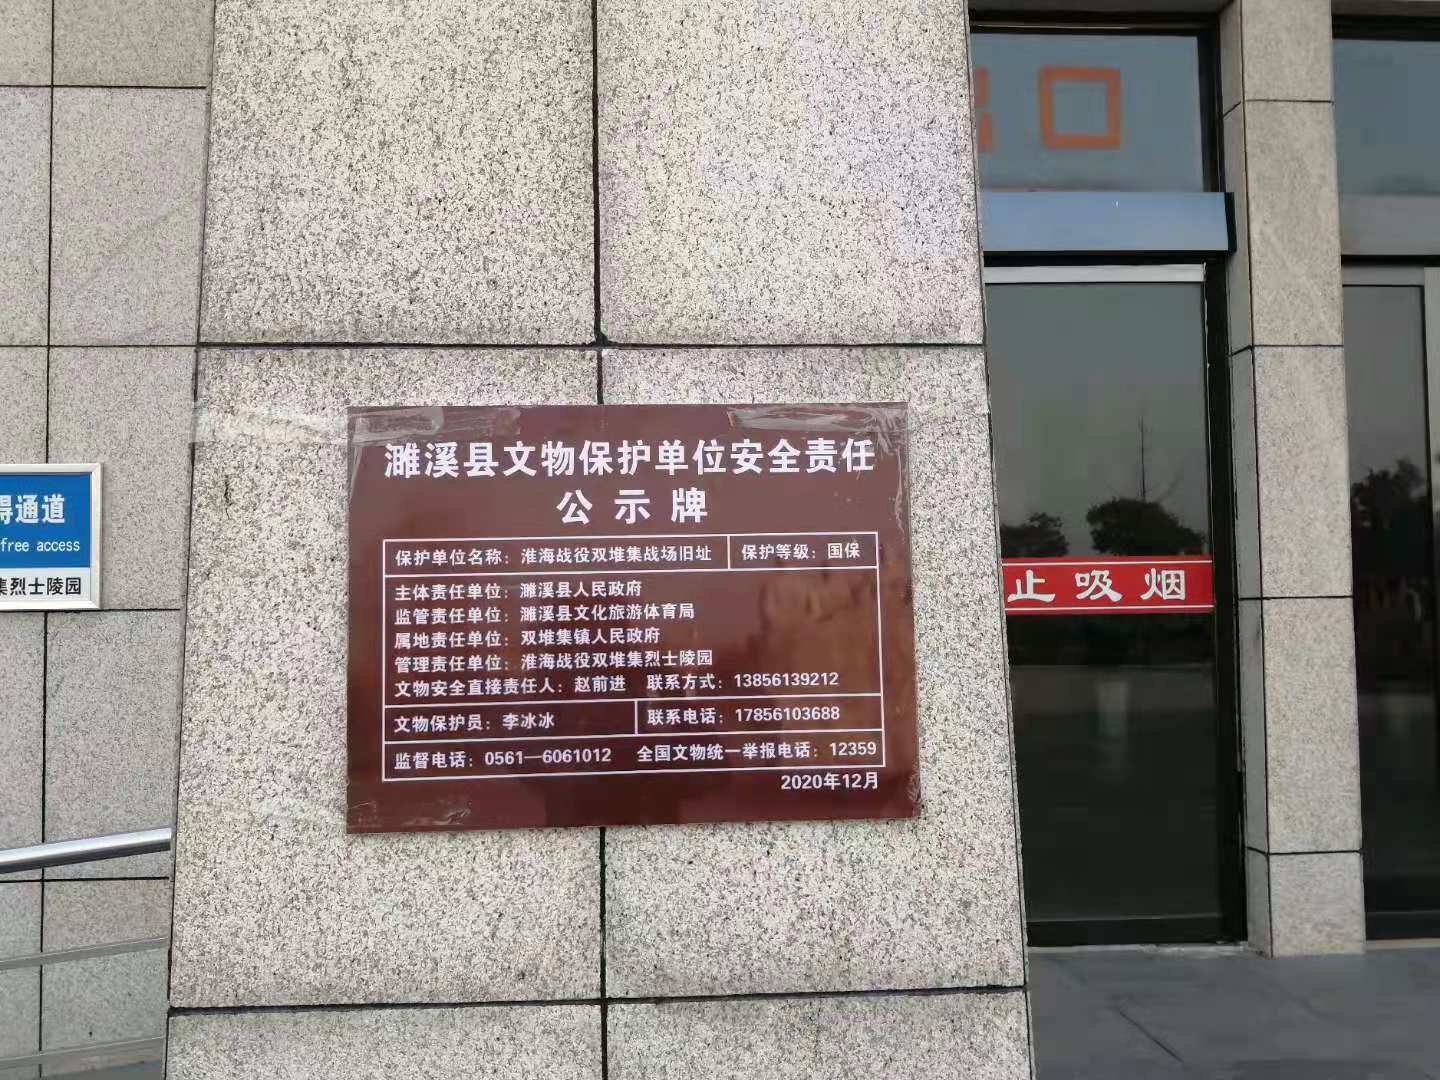 濉溪县文物保护单位安全责任
公示牌
保护单位名称：淮海战役双堆集战场旧址 保护等级：国保
主体责任单位：濉溪县人民政府
监管责任单位：濉溪县文化旅游体育局
属地责任单位：双堆集镇人民政府
管理责任单位：淮海战役双堆集烈士陵园
文物安全直接责任人：赵前进 联系方式：13856139212
文物保护员：李冰冰 联系电话：17856103688
监督电话：0561—6061012 全国文物统一举报电话：12359
2020年12月
碍通道
free access
集烈士陵园
出口
止吸烟